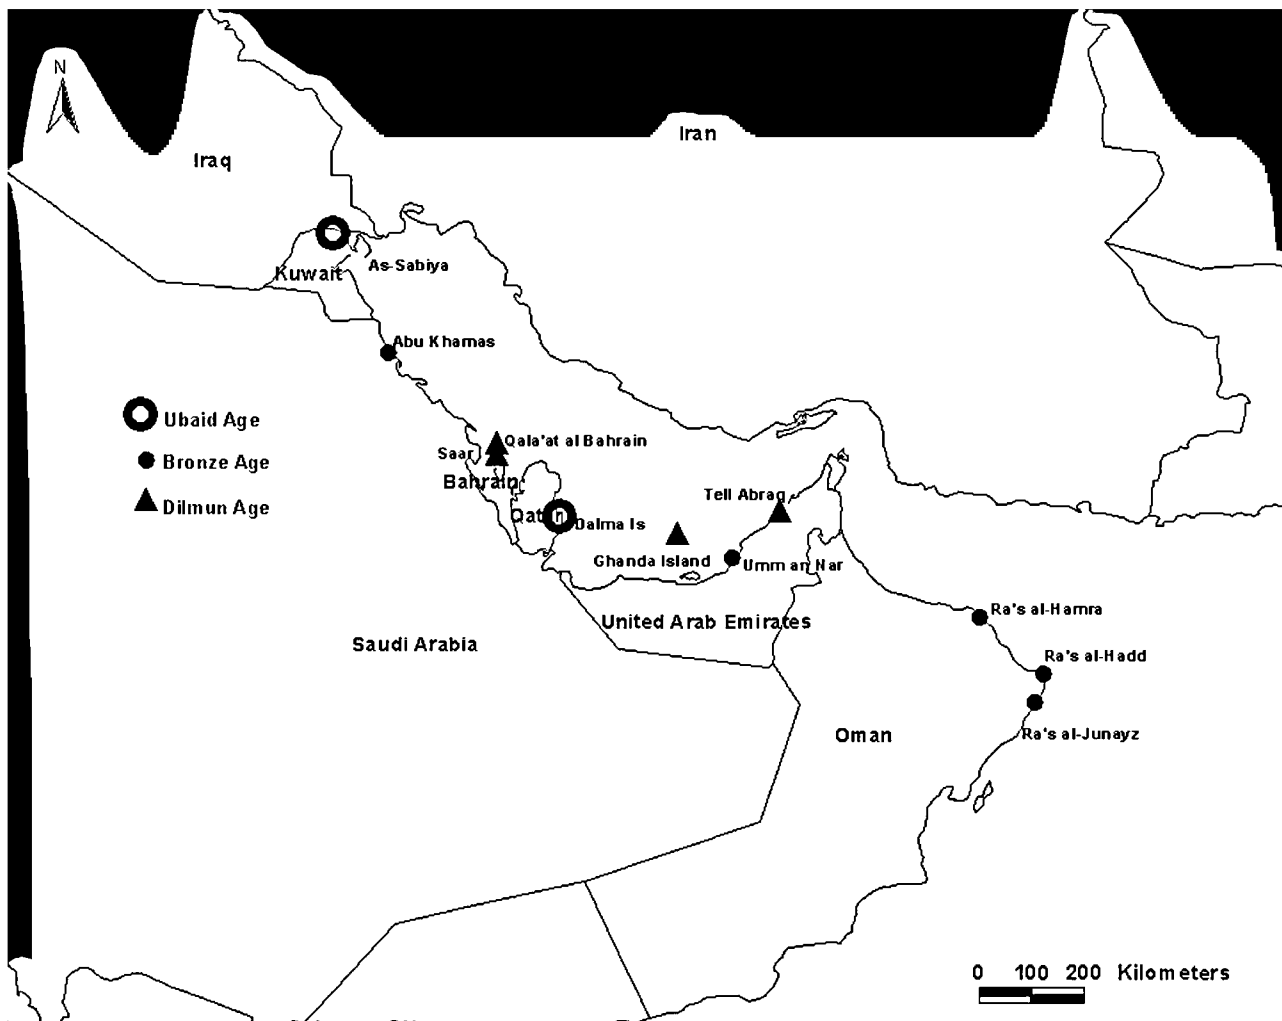 N
Iran
Iraq
As-Sabiya
Kuwait
Abu Khamas
Ubaid Age
Bronze Age
Dilmun Age
Qala'at al Bahrain
Saar
Bahrain
Tell Abraq
Qatar
Dalma Is
Ghanda Island
Umm an Nar
Ra's al-Hamra
United Arab Emirates
Saudi Arabia
Ra's al-Hadd
Oman
Ra's al-Junayz
0 100 200 Kilometers